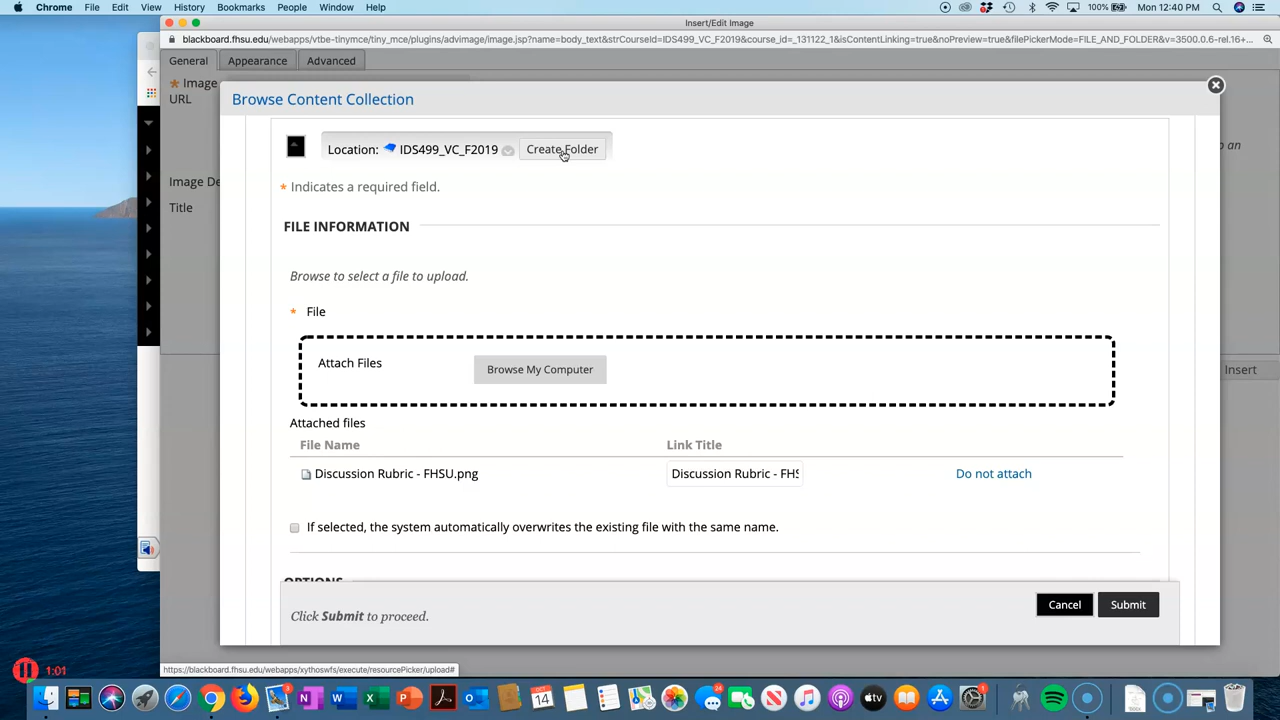 Chrome File Edit View History Bookmarks People Window Help
100% Mon 12:40 PM
Insert/Edit Image
blackboard.fhsu.edu/webapps/vtbe-tinymce/tiny_mce/plugins/advimage/image.jsp?name=body_text&strCourseId=IDS499_VC_F2019&course_id=_131122_1&isContentLinking=true&noPreview=true&filePickerMode=FILE_AND_FOLDER&v=3500.0.6-rel.16+...
General Appearance Advanced
Image
URL
Image De
Title
o an
Insert
Browse Content Collection
Location: IDS499_VC_F2019 Create Folder
* Indicates a required field.
FILE INFORMATION
Browse to select a file to upload.
* File
Attach Files Browse My Computer
Attached files
File Name Link Title
Discussion Rubric - FHSU.png Discussion Rubric - FHS Do not attach
If selected, the system automatically overwrites the existing file with the same name.
OPTIONS
Click Submit to proceed.
Cancel Submit
https://blackboard.fhsu.edu/webapps/xythoswfs/execute/resourcePicker/upload#
1:01